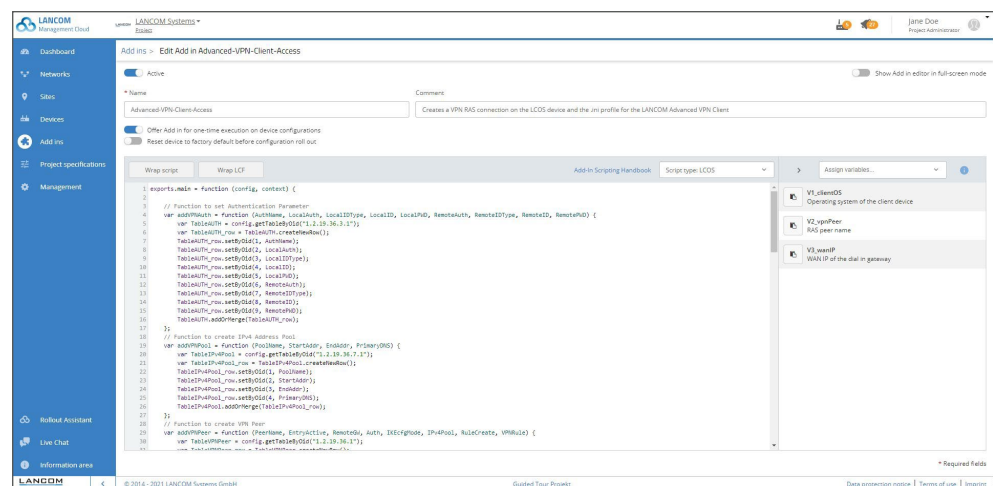 LANCOM
Management Cloud
LANCOM Systems
Project
Jane Doe
Project Administrator
Dashboard
Networks
Sites
Devices
Add ins
Project specifications
Management
Rollout Assistant
Live Chat
Information area
LANCOM
Add ins > Edit Add in Advanced-VPN-Client-Access
Active
Show Add in editor in full-screen mode
* Name
Comment
Advanced-VPN-Client-Access
Creates a VPN RAS connection on the LCOS device and the .ini profile for the LANCOM Advanced VPN Client
Offer Add in for one-time execution on device configurations
Reset device to factory default before configuration roll out
Wrap script
Wrap LCF
Add-In Scripting Handbook
Script type: LCOS
Assign variables...
1 exports.main = function (config, context) {
2
3 // Function to set Authentication Parameter
4 var addVPNAuth = function (AuthName, LocalAuth, LocalIDType, LocalID, LocalPWD, RemoteAuth, RemoteIDType, RemoteID, RemotePWD) {
5 var TableAUTH = config.getTableByOid("1.2.19.36.3.1");
6 var TableAUTH_row = TableAUTH.createNewRow();
7 TableAUTH_row.setByOid(1, AuthName);
8 TableAUTH_row.setByOid(2, LocalAuth);
9 TableAUTH_row.setByOid(3, LocalIDType);
10 TableAUTH_row.setByOid(4, LocalID);
11 TableAUTH_row.setByOid(5, LocalPWD);
12 TableAUTH_row.setByOid(6, RemoteAuth);
13 TableAUTH_row.setByOid(7, RemoteIDType);
14 TableAUTH_row.setByOid(8, RemoteID);
15 TableAUTH_row.setByOid(9, RemotePWD);
16 TableAUTH.addOrMerge(TableAUTH_row);
17 };
18 // Function to create IPv4 Address Pool
19 var addVPNPool = function (PoolName, StartAddr, EndAddr, PrimaryDNS) {
20 var TableIPv4Pool = config.getTableByOid("1.2.19.36.7.1");
21 var TableIPv4Pool_row = TableIPv4Pool.createNewRow();
22 TableIPv4Pool_row.setByOid(1, PoolName);
23 TableIPv4Pool_row.setByOid(2, StartAddr);
24 TableIPv4Pool_row.setByOid(3, EndAddr);
25 TableIPv4Pool_row.setByOid(4, PrimaryDNS);
26 TableIPv4Pool.addOrMerge(TableIPv4Pool_row);
27 };
28 // Function to create VPN Peer
29 var addVPNPeer = function (PeerName, EntryActive, RemoteGW, Auth, IKECfgMode, IPv4Pool, RuleCreate, VPNRule) {
30 var TableVPNPeer = config.getTableByOid("1.2.19.36.1");
V1_clientOS
Operating system of the client device
V2_vpnPeer
RAS peer name
V3_wanIP
WAN IP of the dial in gateway
* Required fields
© 2014 - 2021 LANCOM Systems GmbH
Guided Tour Projekt
Data protection notice | Terms of use | Imprint